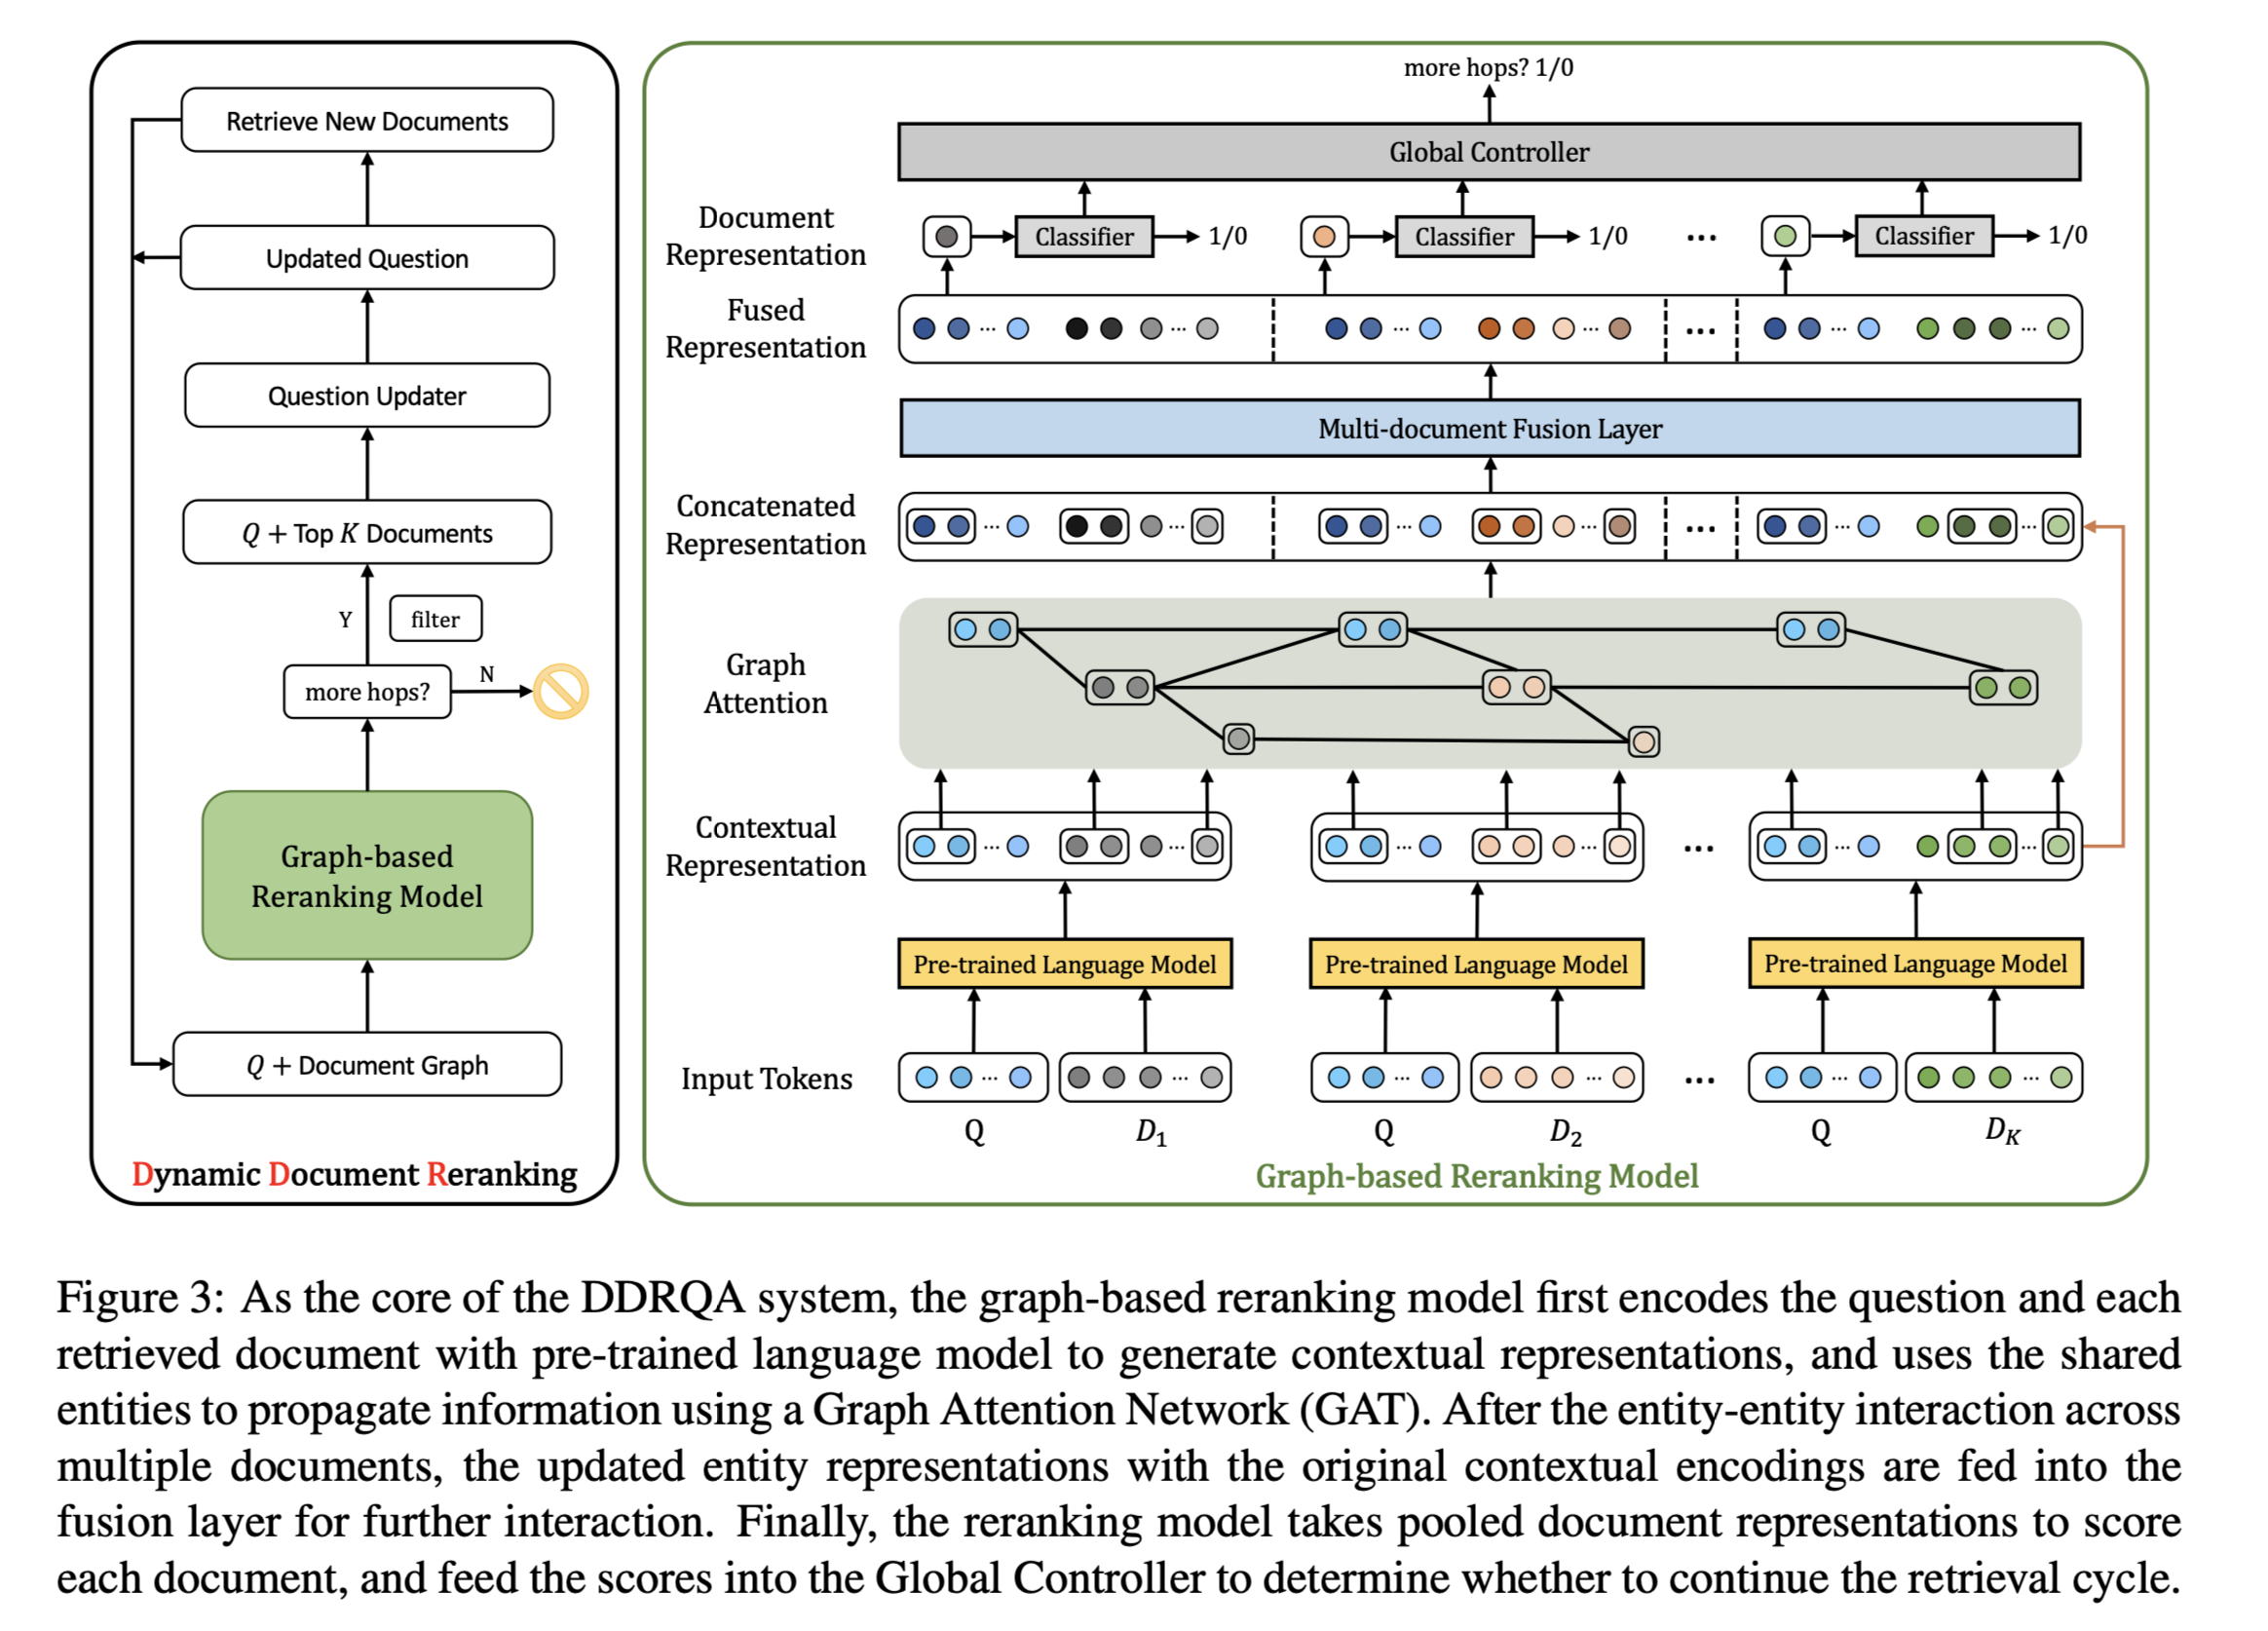 Retrieve New Documents
Updated Question
Question Updater
Q + Top K Documents
Y
filter
more hops?
N
Graph-based
Reranking Model
Q + Document Graph
Dynamic Document Reranking
more hops? 1/0
Global Controller
Document
Representation
Classifier
1/0
Classifier
1/0
...
Classifier
1/0
Fused
Representation
... ... ... ... ... ... ...
Multi-document Fusion Layer
Concatenated
Representation
... ... ... ... ... ... ...
Graph
Attention
Contextual
Representation
... ... ... ... ... ... ...
Pre-trained Language Model
Pre-trained Language Model
Pre-trained Language Model
Input Tokens
... ... ... ... ... ... ...
Q
D₁
Q
D₂
Q
D_K
Graph-based Reranking Model
Figure 3: As the core of the DDRQA system, the graph-based reranking model first encodes the question and each
retrieved document with pre-trained language model to generate contextual representations, and uses the shared
entities to propagate information using a Graph Attention Network (GAT). After the entity-entity interaction across
multiple documents, the updated entity representations with the original contextual encodings are fed into the
fusion layer for further interaction. Finally, the reranking model takes pooled document representations to score
each document, and feed the scores into the Global Controller to determine whether to continue the retrieval cycle.